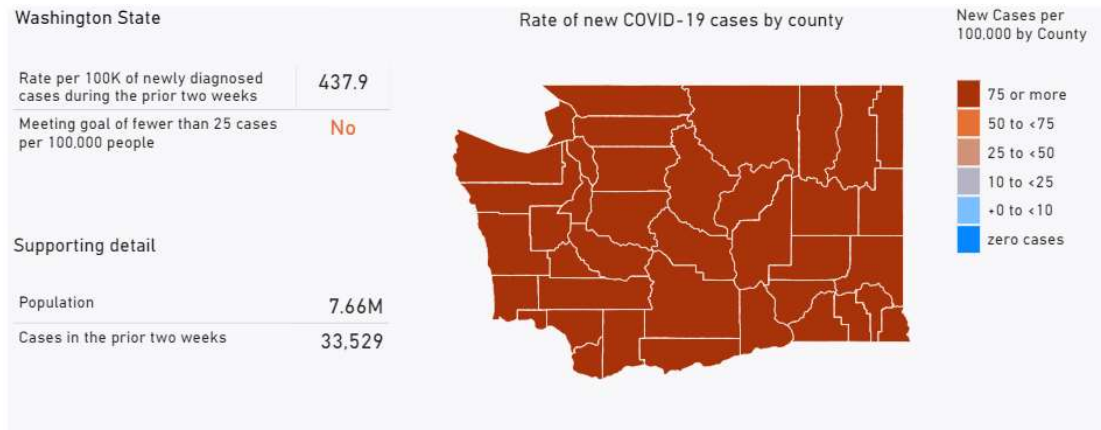 Washington State
Rate per 100K of newly diagnosed
cases during the prior two weeks
437.9
Meeting goal of fewer than 25 cases
per 100,000 people
No
Supporting detail
Population
7.66M
Cases in the prior two weeks
33,529
Rate of new COVID-19 cases by county
New Cases per
100,000 by County
75 or more
50 to <75
25 to <50
10 to <25
+0 to <10
zero cases